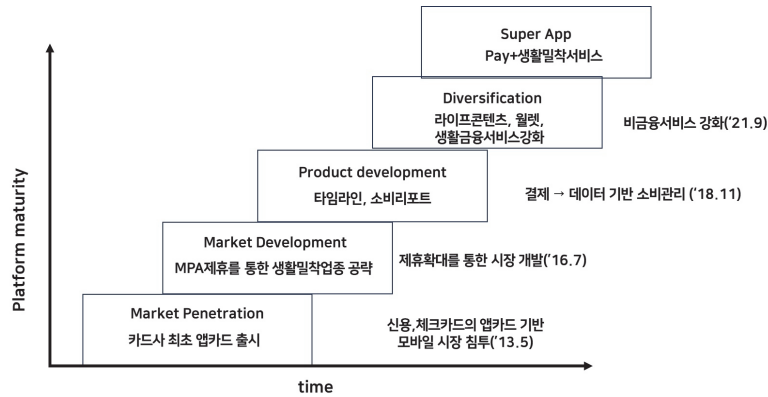 Super App
Pay+생활밀착서비스
Diversification
라이프콘텐츠, 월렛,
생활금융서비스강화
비금융서비스 강화(‘21.9)
Product development
타임라인, 소비리포트
결제 → 데이터 기반 소비관리 (‘18.11)
Market Development
MPA제휴를 통한 생활밀착업종 공략
제휴확대를 통한 시장 개발(‘16.7)
Market Penetration
카드사 최초 앱카드 출시
신용,체크카드의 앱카드 기반
모바일 시장 침투(‘13.5)
Platform maturity
time